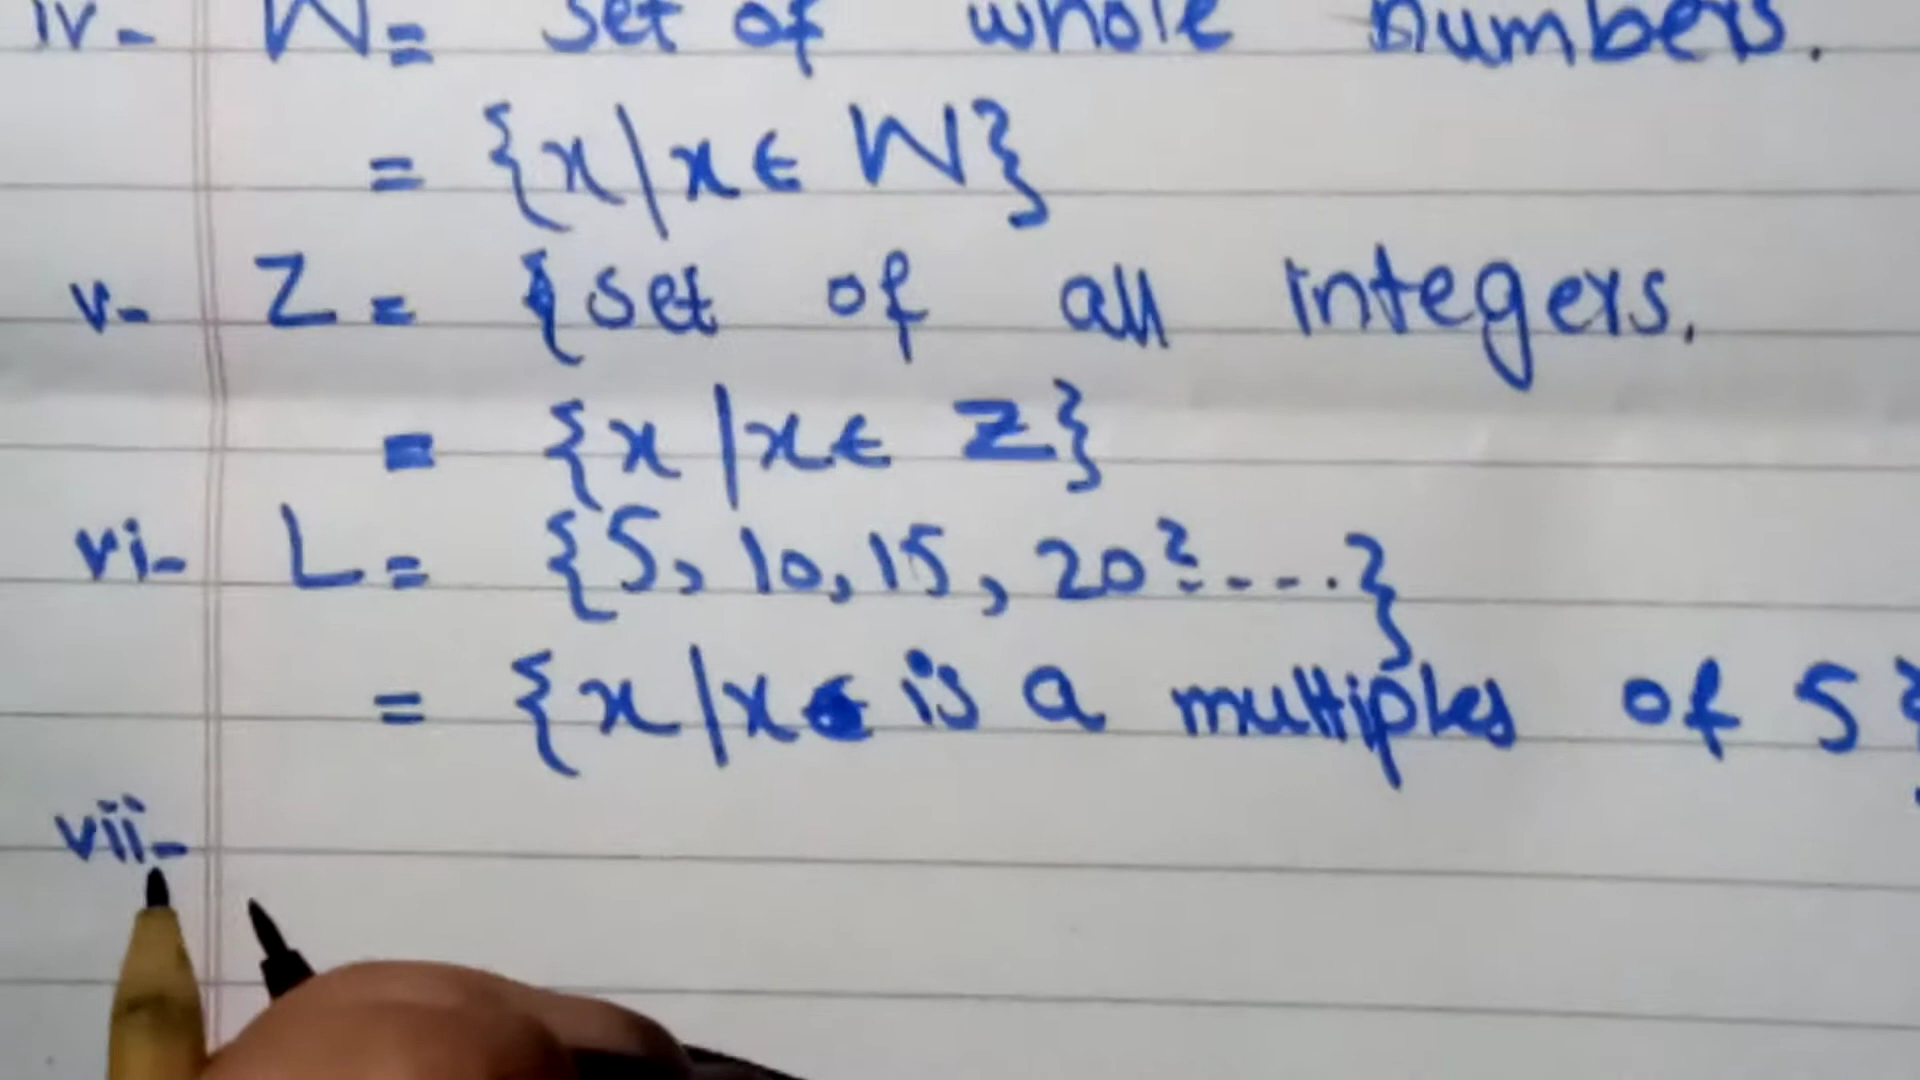 iv- W= set of whole numbers.
= {x|x∈ W}
v- Z= {set of all integers.
= {x |x∈ Z}
vi- L= {5, 10, 15, 20 ....}
= {x|x is a multiples of 5}
vii-